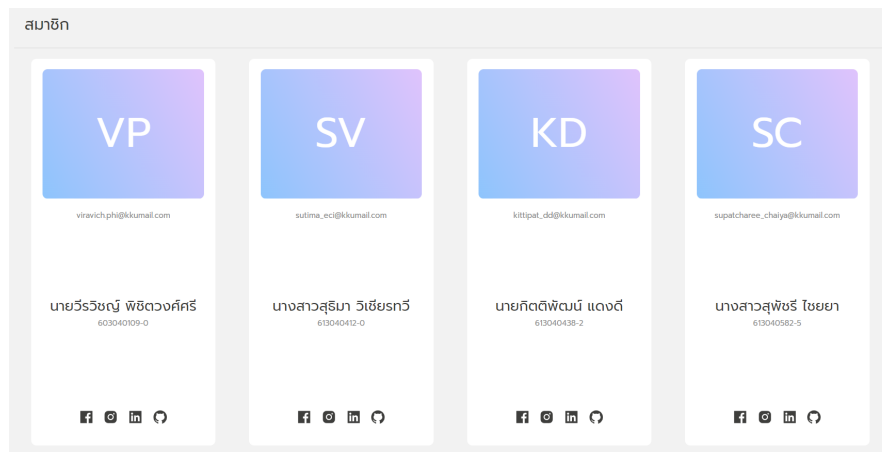 สมาชิก
VP
viravich.phi@kkumail.com
นายวีรวิชญ์ พิชิตวงศ์ศรี
603040109-0
SV
sutima_eci@kkumail.com
นางสาวสุธิมา วิเชียรทวี
613040412-0
KD
kittipat_dd@kkumail.com
นายกิตติพัฒน์ แดงดี
613040438-2
SC
supatcharee_chaiya@kkumail.com
นางสาวสุพัชรี ไชยยา
613040582-5